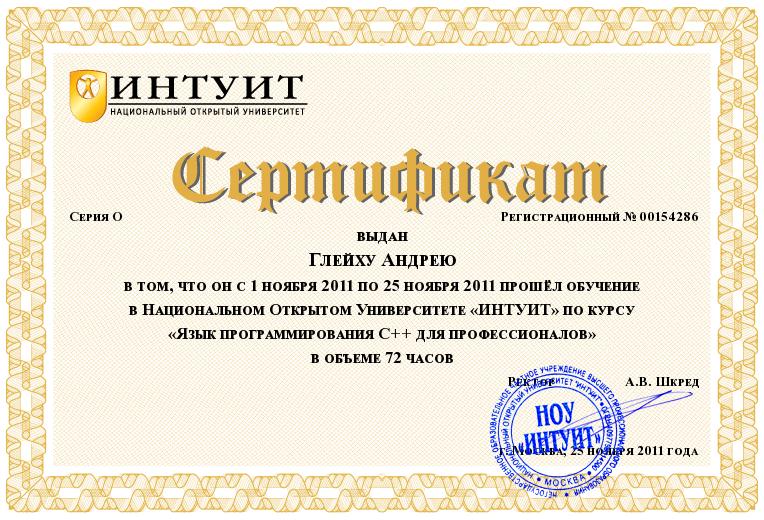 ИНТУИТ
НАЦИОНАЛЬНЫЙ ОТКРЫТЫЙ УНИВЕРСИТЕТ
Сертификат
Серия О
Регистрационный № 00154286
выдан
Глейху Андрею
в том, что он с 1 ноября 2011 по 25 ноября 2011 прошёл обучение
в Национальном Открытом Университете «ИНТУИТ» по курсу
«Язык программирования C++ для профессионалов»
в объеме 72 часов
Ректор
А.В. Шкред
НОУ
«ИНТУИТ»
МОСКВА
г. Москва, 25 ноября 2011 года